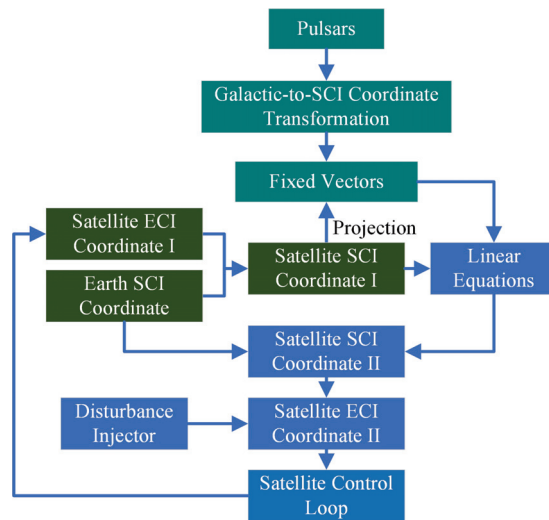 Pulsars
Galactic-to-SCI Coordinate
Transformation
Fixed Vectors
Projection
Satellite ECI
Coordinate I
Earth SCI
Coordinate
Satellite SCI
Coordinate I
Linear
Equations
Satellite SCI
Coordinate II
Disturbance
Injector
Satellite ECI
Coordinate II
Satellite Control
Loop